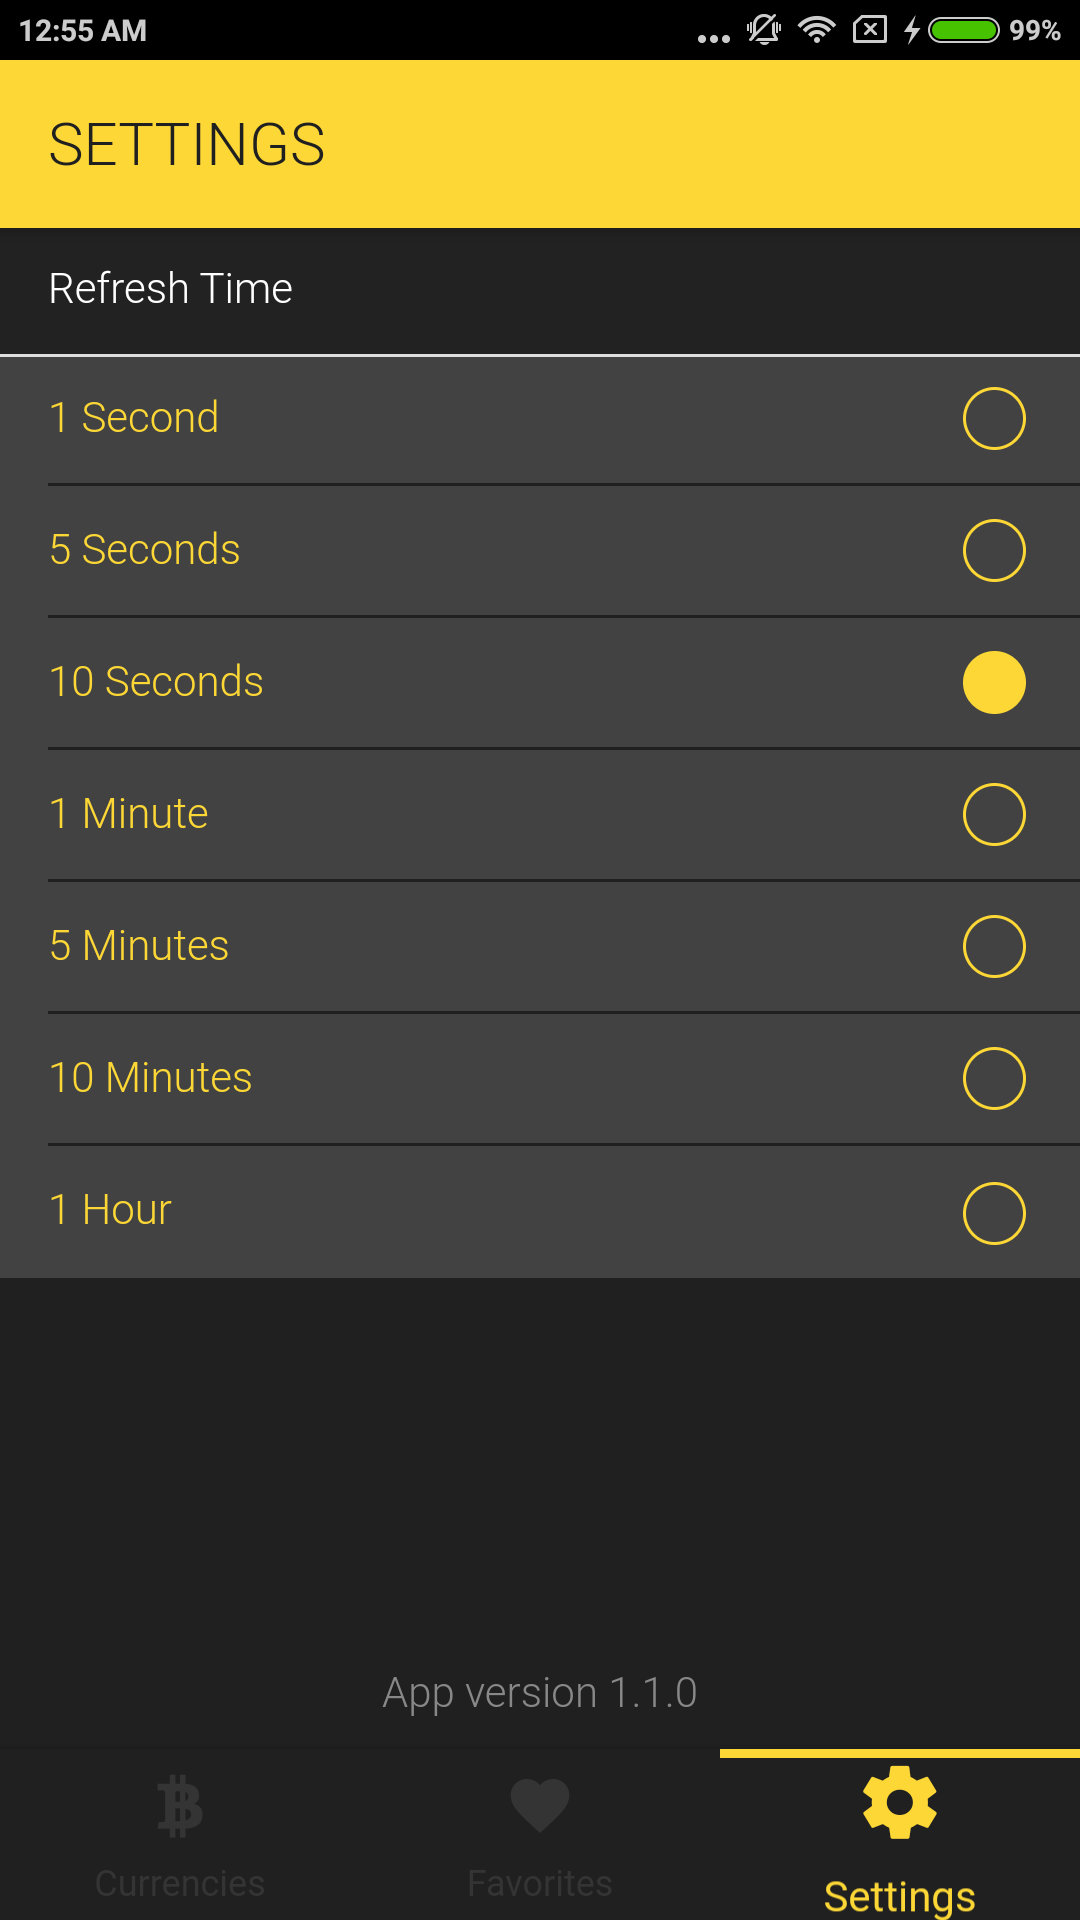 12:55 AM
99%
SETTINGS
Refresh Time
1 Second
5 Seconds
10 Seconds
1 Minute
5 Minutes
10 Minutes
1 Hour
App version 1.1.0
Currencies
Favorites
Settings